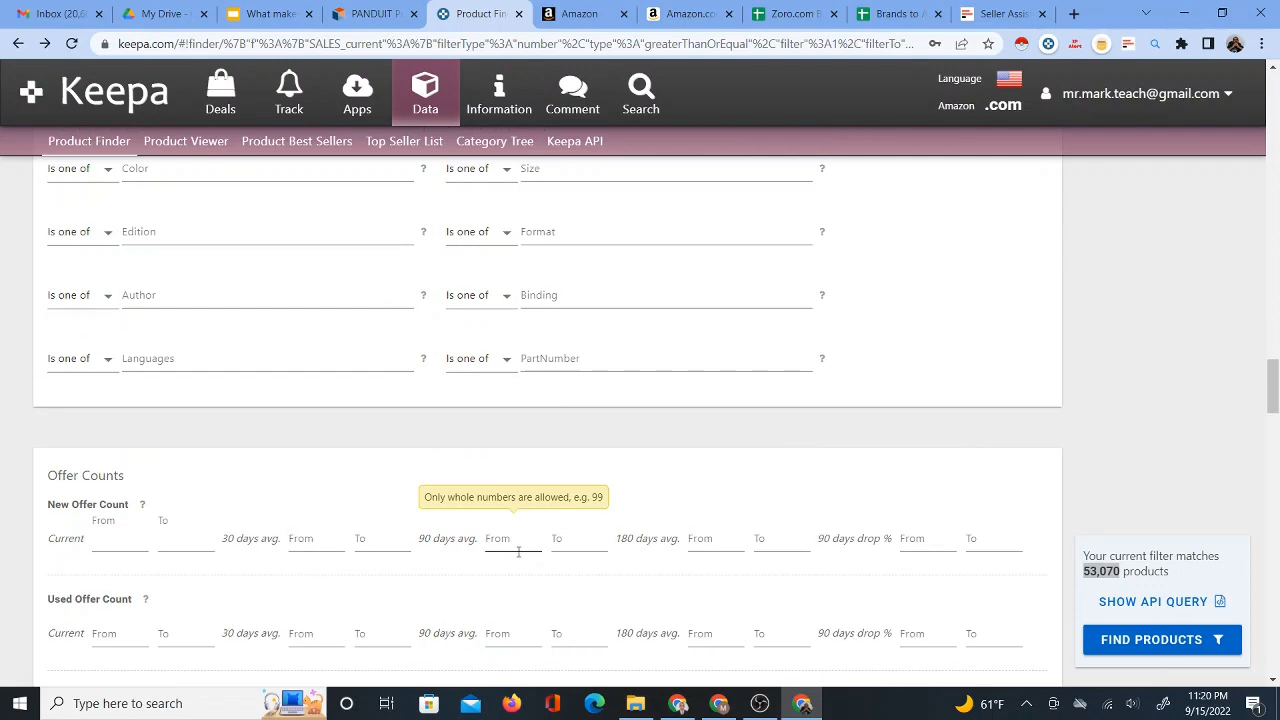 Inbox (20,6
My Drive -
What make
PANDUIT P
Product Fin
Amazon
Amazon.co
Zoro.com B
Brands to A
Seller Assis
keepa.com/#!finder/%7B"f"%3A%7B"SALES_current"%3A%7B"filterType"%3A"number"%2C"type"%3A"greaterThanOrEqual"%2C"filter"%3A1%2C"filterTo"...
Keepa
Deals
Track
Apps
Data
Information
Comment
Search
Language
Amazon .com
mr.mark.teach@gmail.com
Product Finder Product Viewer Product Best Sellers Top Seller List Category Tree Keepa API
Is one of Color ? Is one of Size ?
Is one of Edition ? Is one of Format ?
Is one of Author ? Is one of Binding ?
Is one of Languages ? Is one of PartNumber ?
Offer Counts
Only whole numbers are allowed, e.g. 99
New Offer Count ?
From To
Current 30 days avg. From To 90 days avg. From To 180 days avg. From To 90 days drop % From To
Used Offer Count ?
Current From To 30 days avg. From To 90 days avg. From To 180 days avg. From To 90 days drop % From To
Your current filter matches
53,070 products
SHOW API QUERY
FIND PRODUCTS
Type here to search
11:20 PM
9/15/2022